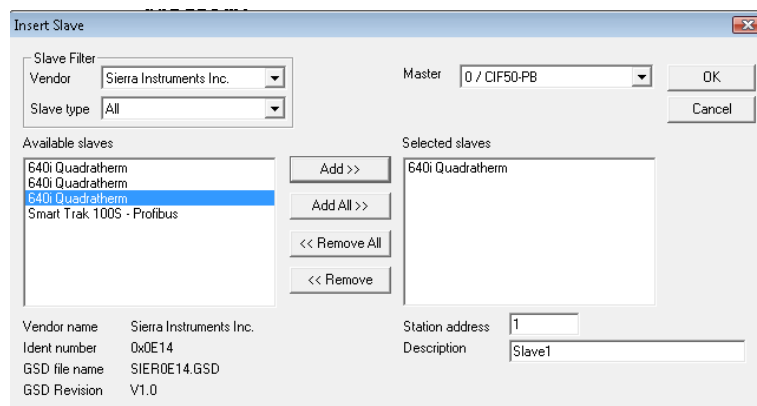 Insert Slave
Slave Filter
Vendor Sierra Instruments Inc.
Slave type All
Master 0 / CIF50-PB
OK
Cancel
Available slaves
640i Quadratherm
640i Quadratherm
640i Quadratherm
Smart Trak 100S - Profibus
Add >>
Add All >>
<< Remove All
<< Remove
Selected slaves
640i Quadratherm
Vendor name Sierra Instruments Inc.
Ident number 0x0E14
GSD file name SIER0E14.GSD
GSD Revision V1.0
Station address 1
Description Slave1